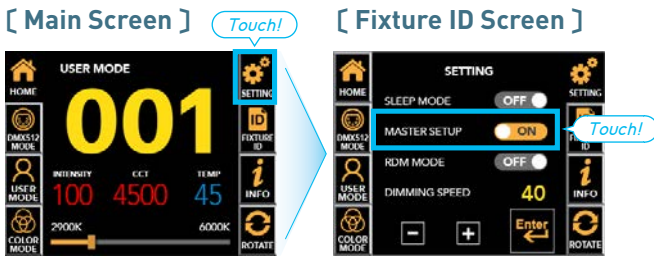 [ Main Screen ]
Touch!
[ Fixture ID Screen ]
HOME
USER MODE
SETTING
DMX512 MODE
001
ID
FIXTURE ID
USER MODE
INTENSITY
CCT
TEMP
100
4500
45
i
INFO
COLOR MODE
2900K
6000K
ROTATE
HOME
SETTING
SETTING
SLEEP MODE
OFF
DMX512 MODE
MASTER SETUP
ON
Touch!
ID
RDM MODE
OFF
USER MODE
DIMMING SPEED
40
i
INFO
COLOR MODE
-
+
Enter
ROTATE